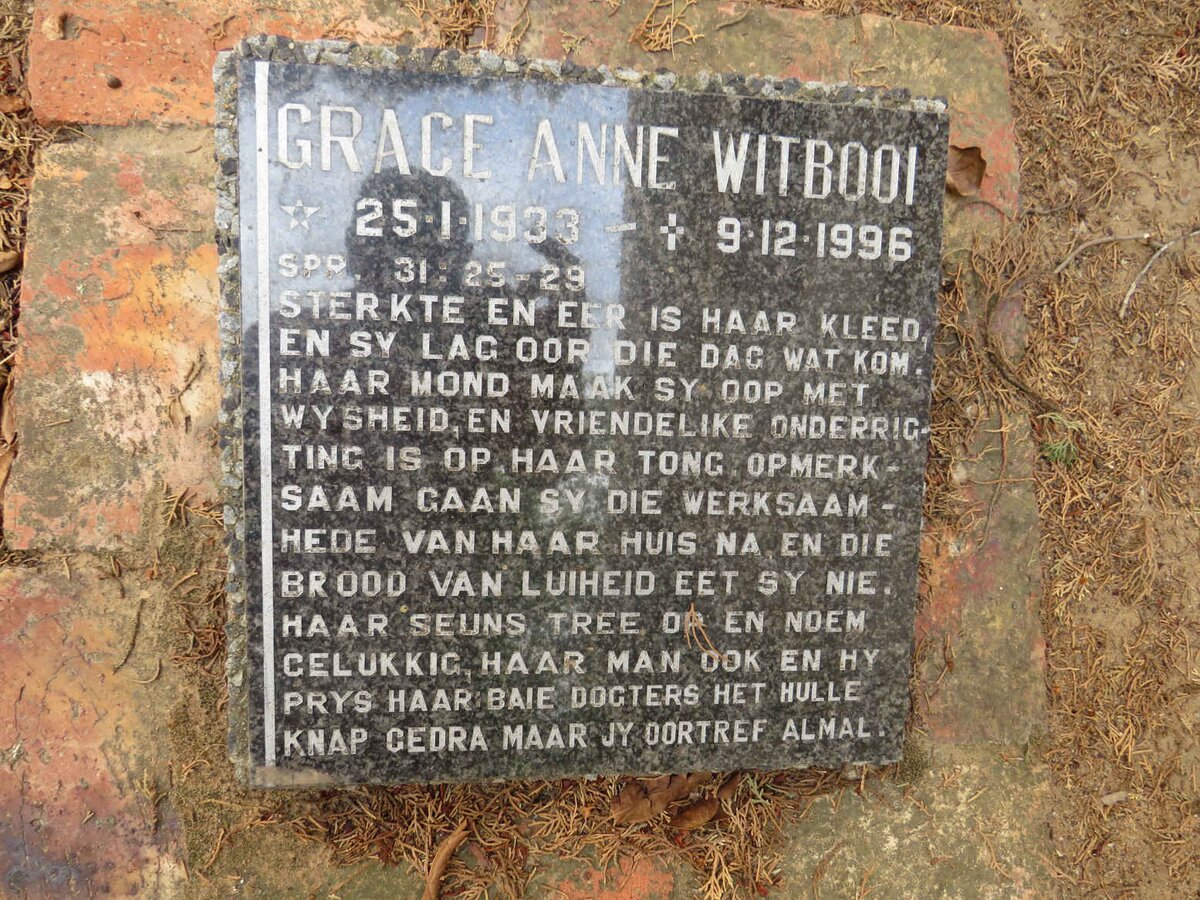 GRACE ANNE WITBOOI
☆ 25·1·1933 – ✝ 9·12·1996
SPR. 31:25-29
STERKTE EN EER IS HAAR KLEED,
EN SY LAG OOR DIE DAG WAT KOM.
HAAR MOND MAAK SY OOP MET
WYSHEID, EN VRIENDELIKE ONDERRIG-
TING IS OP HAAR TONG, OPMERK-
SAAM GAAN SY DIE WERKSAAM-
HEDE VAN HAAR HUIS NA, EN DIE
BROOD VAN LUIHEID EET SY NIE.
HAAR SEUNS TREE OP EN NOEM
GELUKKIG, HAAR MAN OOK EN HY
PRYS HAAR: BAIE DOGTERS HET HULLE
KNAP GEDRA MAAR JY OORTREF ALMAL.